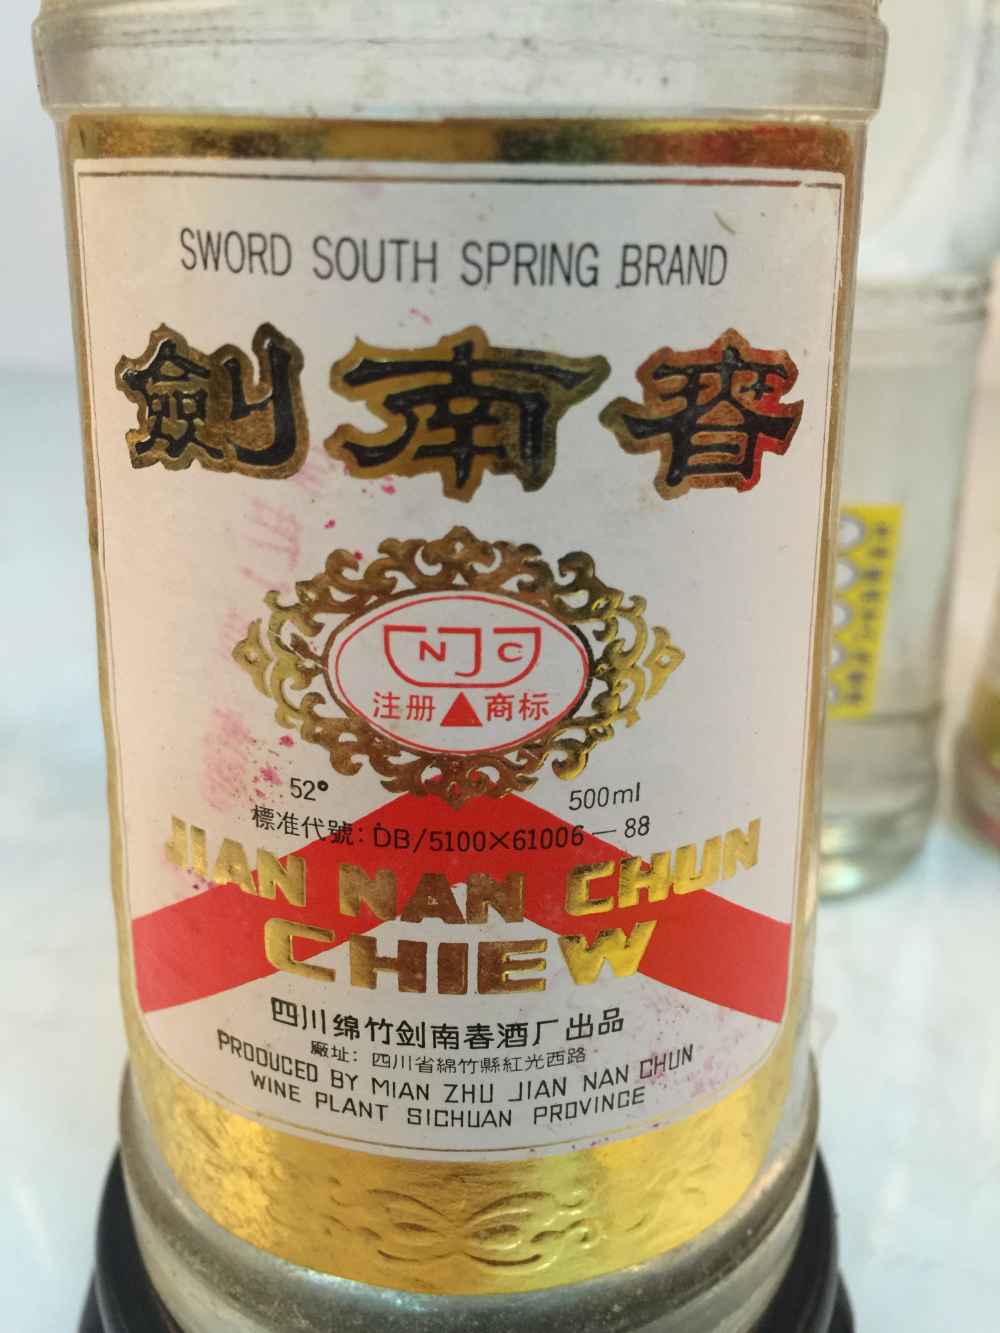 SWORD SOUTH SPRING BRAND
劍南春
NJC
注册▲商标
52° 500ml
標准代號: DB/5100×61006—88
JIAN NAN CHUN
CHIEW
四川绵竹剑南春酒厂出品
廠址: 四川省綿竹縣紅光西路
PRODUCED BY MIAN ZHU JIAN NAN CHUN
WINE PLANT SICHUAN PROVINCE